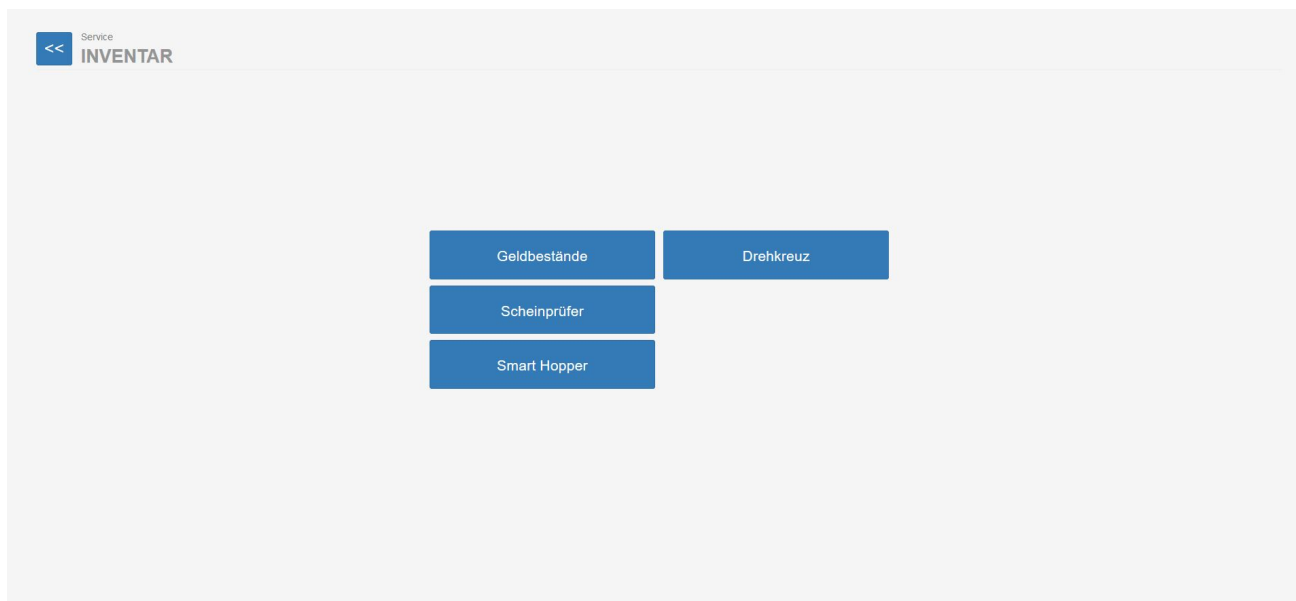 <<
Service
INVENTAR
Geldbestände
Drehkreuz
Scheinprüfer
Smart Hopper